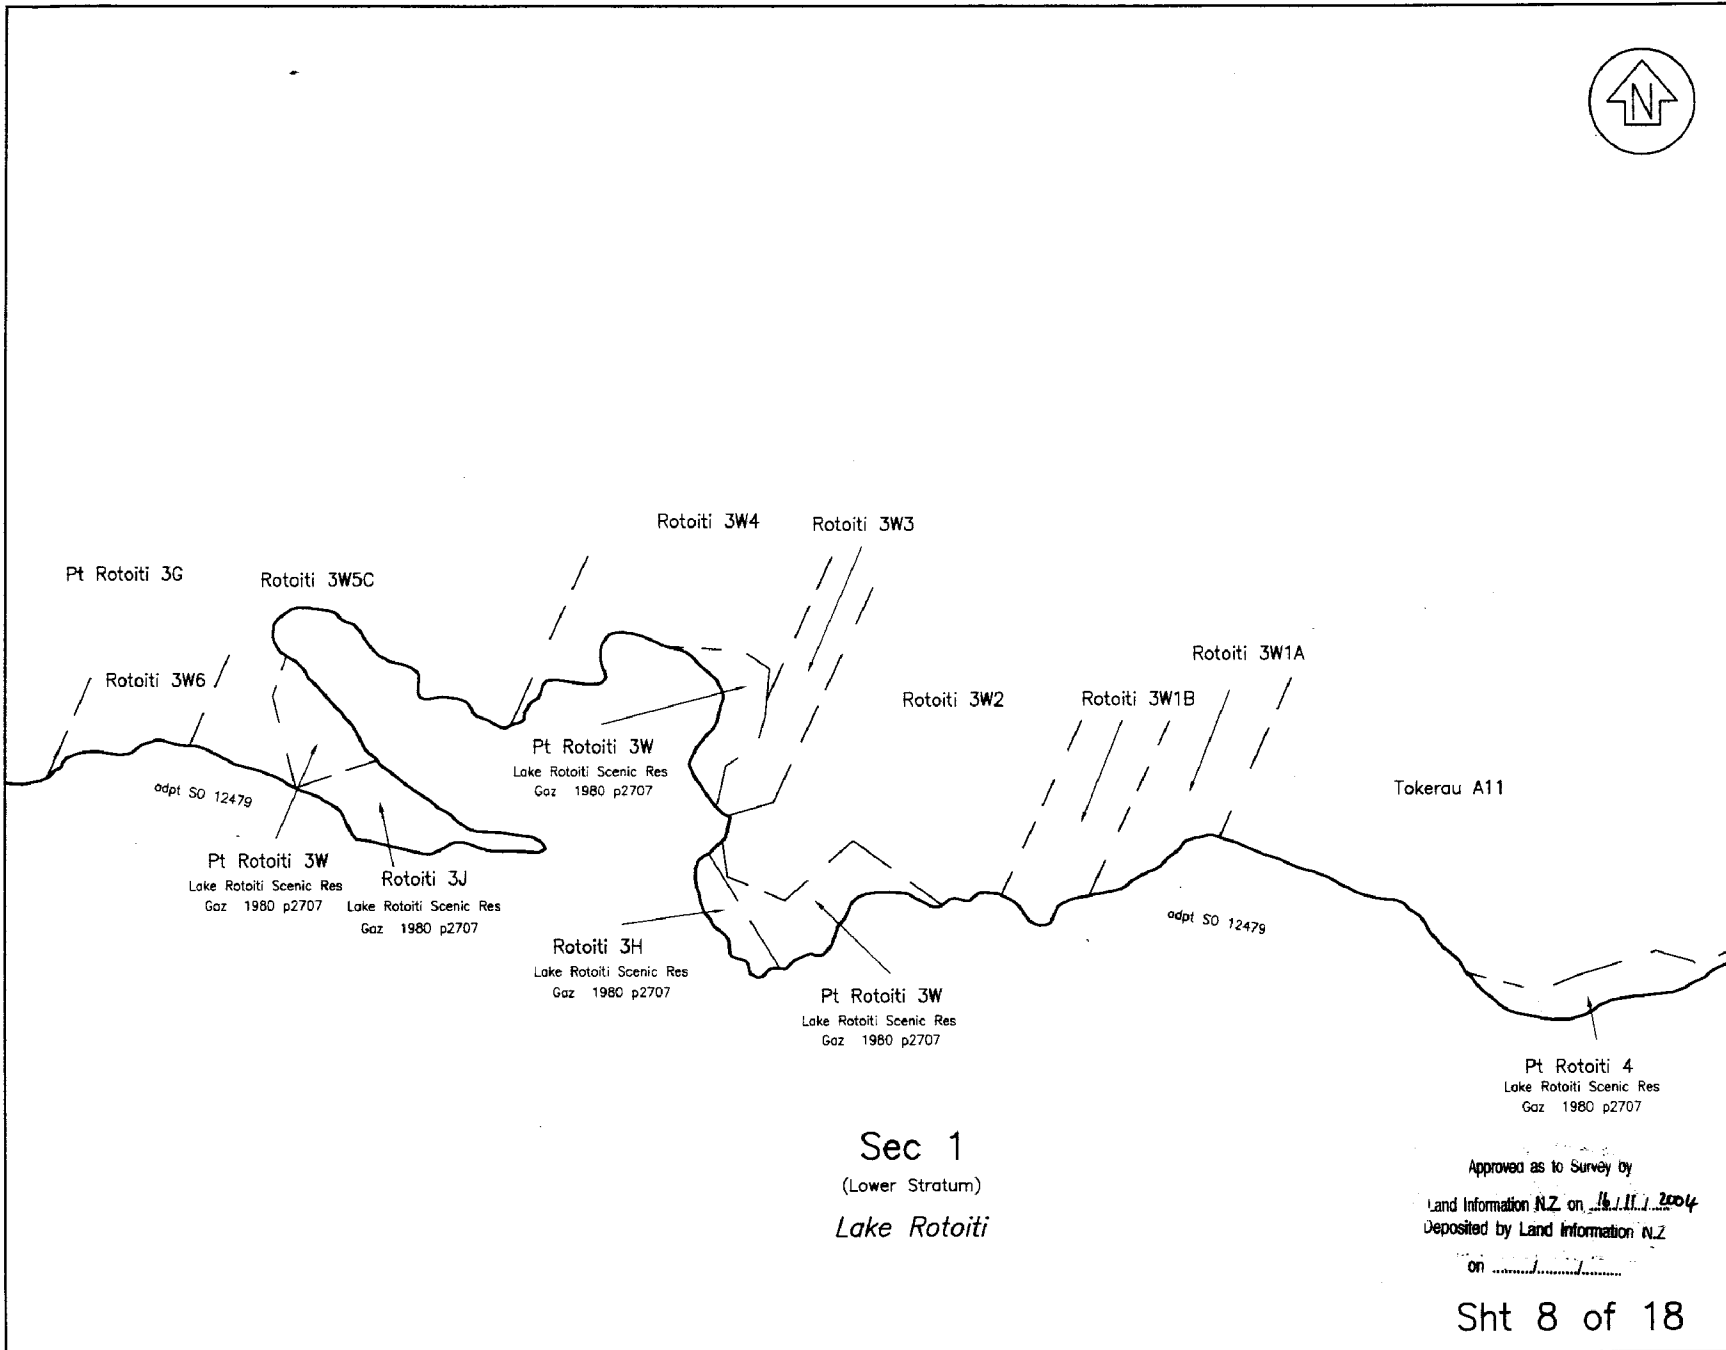 N
Rotoiti 3W4
Rotoiti 3W3
Pt Rotoiti 3G
Rotoiti 3W5C
Rotoiti 3W6
Rotoiti 3W1A
Rotoiti 3W2
Rotoiti 3W1B
Pt Rotoiti 3W
Lake Rotoiti Scenic Res
Gaz 1980 p2707
adpt SO 12479
Tokerau A11
Pt Rotoiti 3W
Lake Rotoiti Scenic Res
Gaz 1980 p2707
Rotoiti 3J
Lake Rotoiti Scenic Res
Gaz 1980 p2707
adpt SO 12479
Rotoiti 3H
Lake Rotoiti Scenic Res
Gaz 1980 p2707
Pt Rotoiti 3W
Lake Rotoiti Scenic Res
Gaz 1980 p2707
Pt Rotoiti 4
Lake Rotoiti Scenic Res
Gaz 1980 p2707
Sec 1
(Lower Stratum)
Lake Rotoiti
Approved as to Survey by
Land Information N.Z. on 16/11/2004
Deposited by Land Information N.Z
on ........./........./.........
Sht 8 of 18